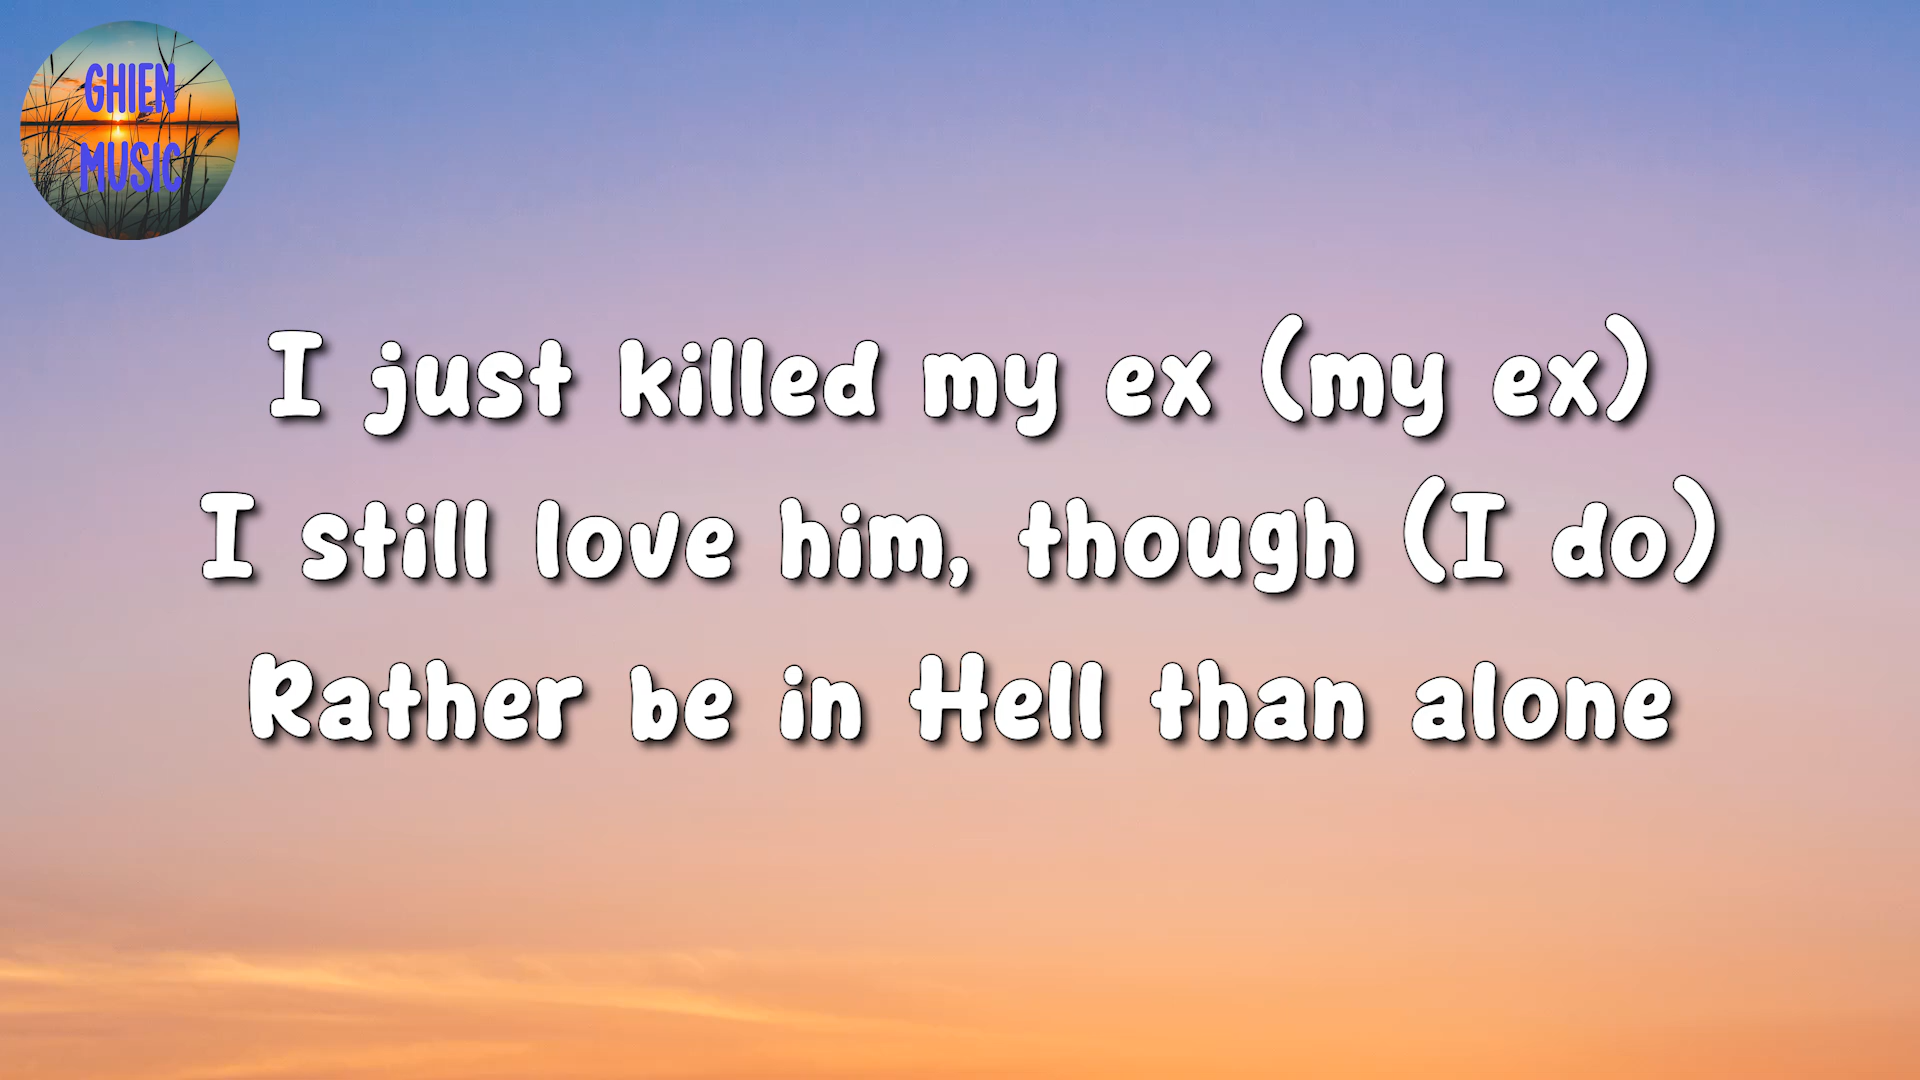 GHIEN
MUSIC
I just killed my ex (my ex)
I still love him, though (I do)
Rather be in Hell than alone